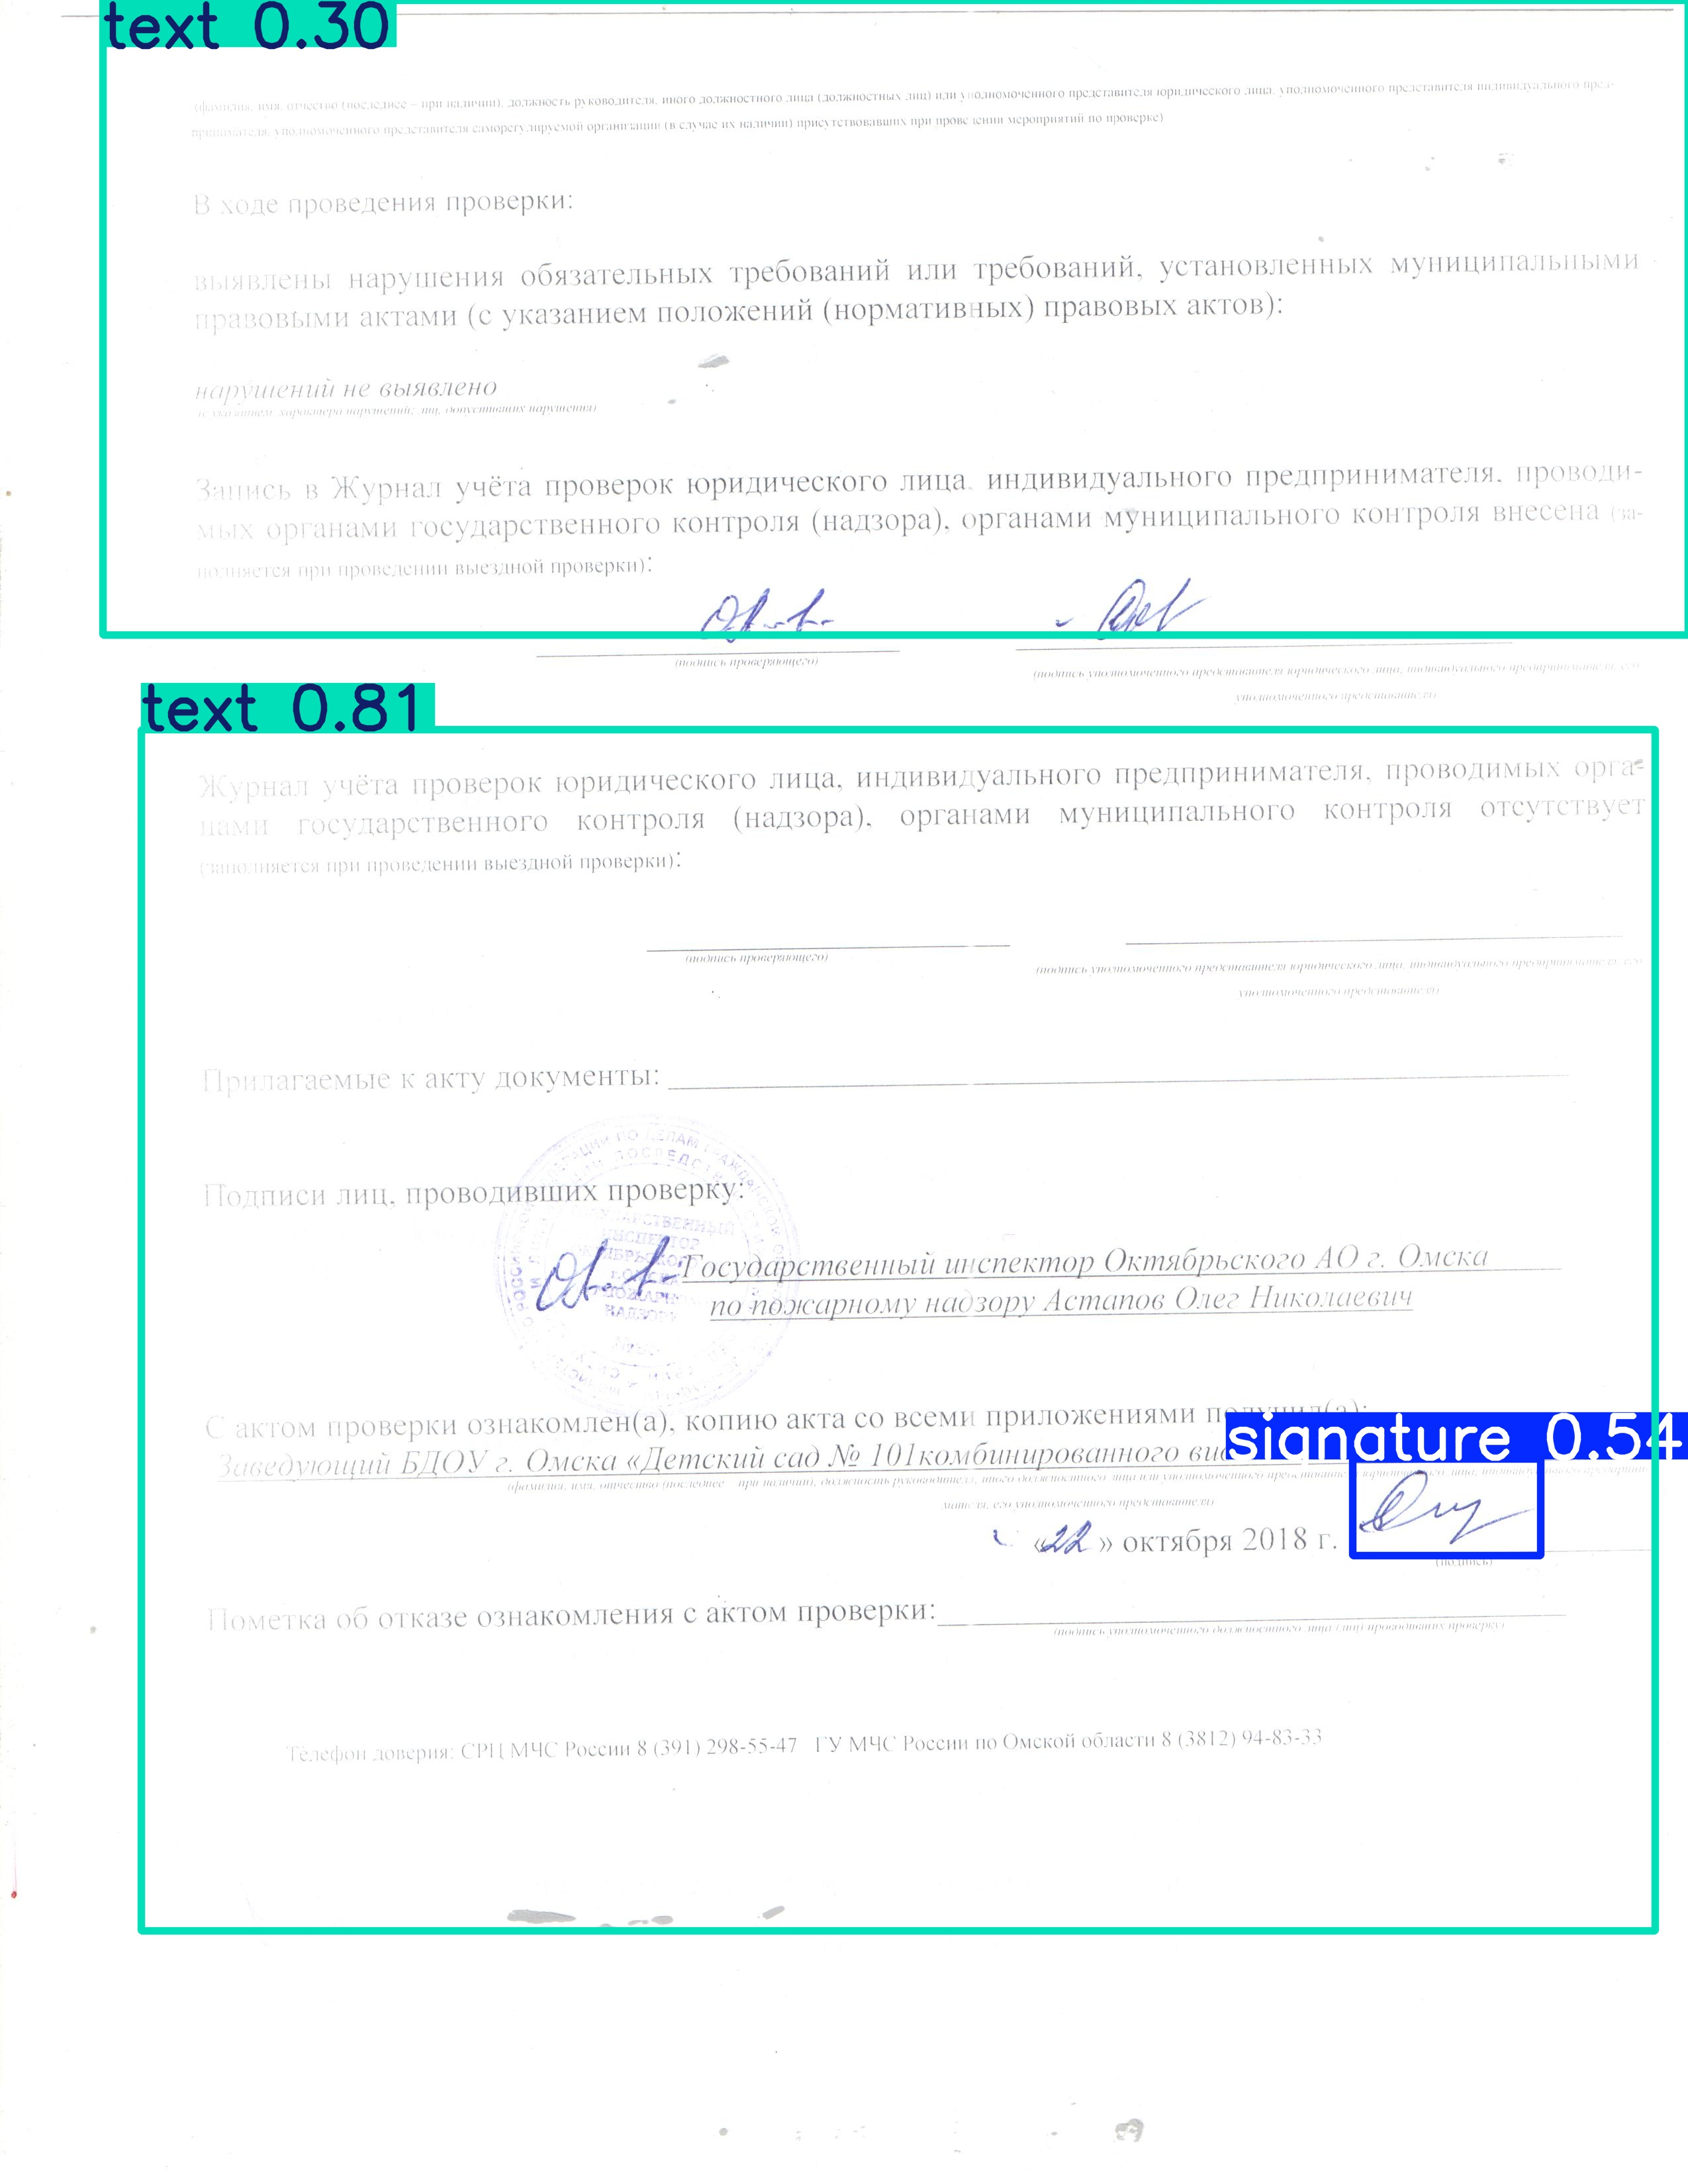 text 0.30
(фамилия, имя, отчество (последнее – при наличии), должность руководителя, иного должностного лица (должностных лиц) или уполномоченного представителя юридического лица, уполномоченного представителя индивидуального пред-
принимателя, уполномоченного представителя саморегулируемой организации (в случае их наличии) присутствовавших при проведении мероприятий по проверке)
В ходе проведения проверки:
выявлены нарушения обязательных требований или требований, установленных муниципальными
правовыми актами (с указанием положений (нормативных) правовых актов):
нарушений не выявлено
(с указанием характера нарушений; лиц, допустивших нарушения)
Запись в Журнал учёта проверок юридического лица, индивидуального предпринимателя, проводи-
мых органами государственного контроля (надзора), органами муниципального контроля внесена (за-
полняется при проведении выездной проверки):
(подпись проверяющего)
(подпись уполномоченного представителя юридического лица, индивидуального предпринимателя, его
уполномоченного представителя)
text 0.81
Журнал учёта проверок юридического лица, индивидуального предпринимателя, проводимых орга-
нами государственного контроля (надзора), органами муниципального контроля отсутствует
(заполняется при проведении выездной проверки):
(подпись проверяющего)
(подпись уполномоченного представителя юридического лица, индивидуального предпринимателя, его
уполномоченного представителя)
Прилагаемые к акту документы:
Подписи лиц, проводивших проверку:
Государственный инспектор Октябрьского АО г. Омска
по пожарному надзору Астапов Олег Николаевич
С актом проверки ознакомлен(а), копию акта со всеми приложениями получил(а):
signature 0.54
Заведующий БДОУ г. Омска «Детский сад № 101комбинированного
(фамилия, имя, отчество (последнее – при наличии), должность руководителя, иного должностного лица или уполномоченного представителя юридического лица, индивидуального предприни-
мателя, его уполномоченного представителя)
«22» октября 2018 г.
(подпись)
Пометка об отказе ознакомления с актом проверки:
(подпись уполномоченного должностного лица (лиц) проводивших проверку)
Телефон доверия: СРЦ МЧС России 8 (391) 298-55-47 ГУ МЧС России по Омской области 8 (3812) 94-83-33